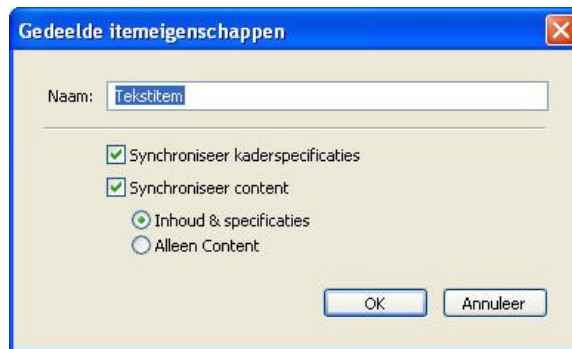 Gedeelde itemeigenschappen
Naam: Tekstitem
Synchroniseer kaderspecificaties
Synchroniseer content
Inhoud & specificaties
Alleen Content
OK Annuleer